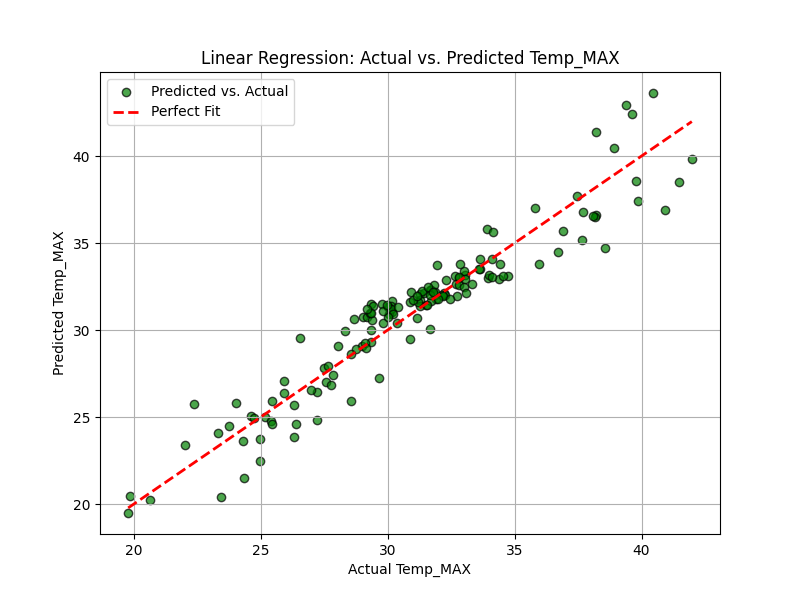 Linear Regression: Actual vs. Predicted Temp_MAX
Predicted vs. Actual
Perfect Fit
40
35
30
25
20
Predicted Temp_MAX
20 25 30 35 40
Actual Temp_MAX